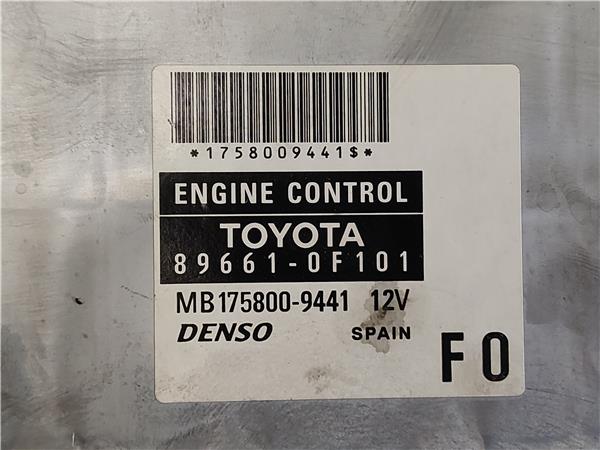 *1758009441$*
ENGINE CONTROL
TOYOTA
89661-0F101
MB175800-9441 12V
DENSO SPAIN
F0